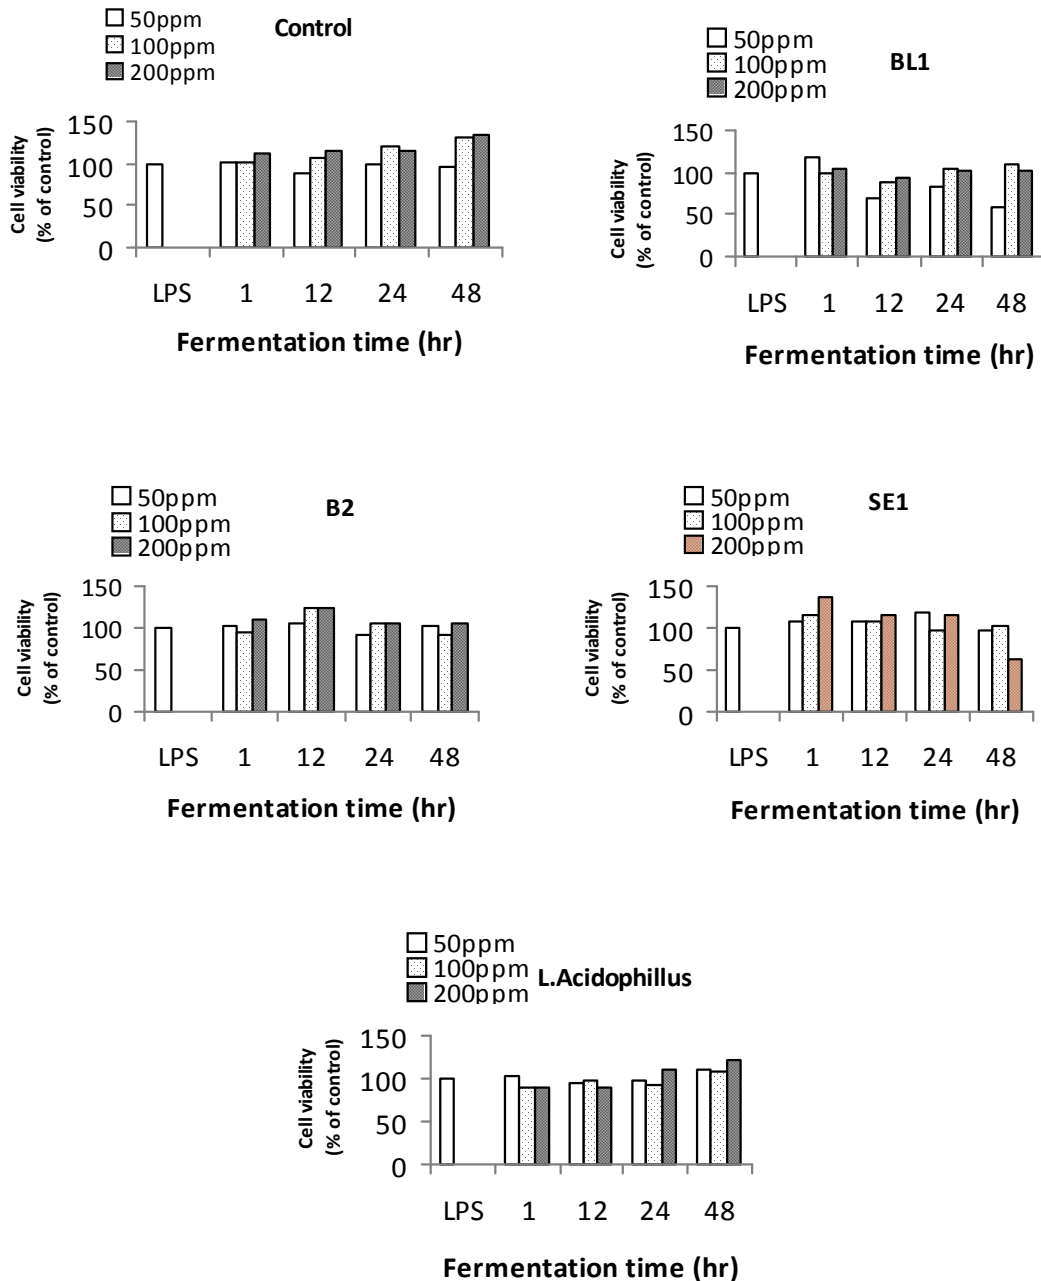 50ppm
100ppm
200ppm
Control
Cell viability
(% of control)
150
100
50
0
LPS 1 12 24 48
Fermentation time (hr)
50ppm
100ppm
200ppm
BL1
Cell viability
(% of control)
150
100
50
0
LPS 1 12 24 48
Fermentation time (hr)
50ppm
100ppm
200ppm
B2
Cell viability
(% of control)
150
100
50
0
LPS 1 12 24 48
Fermentation time (hr)
50ppm
100ppm
200ppm
SE1
Cell viability
(% of control)
150
100
50
0
LPS 1 12 24 48
Fermentation time (hr)
50ppm
100ppm
200ppm
L.Acidophillus
Cell viability
(% of control)
150
100
50
0
LPS 1 12 24 48
Fermentation time (hr)